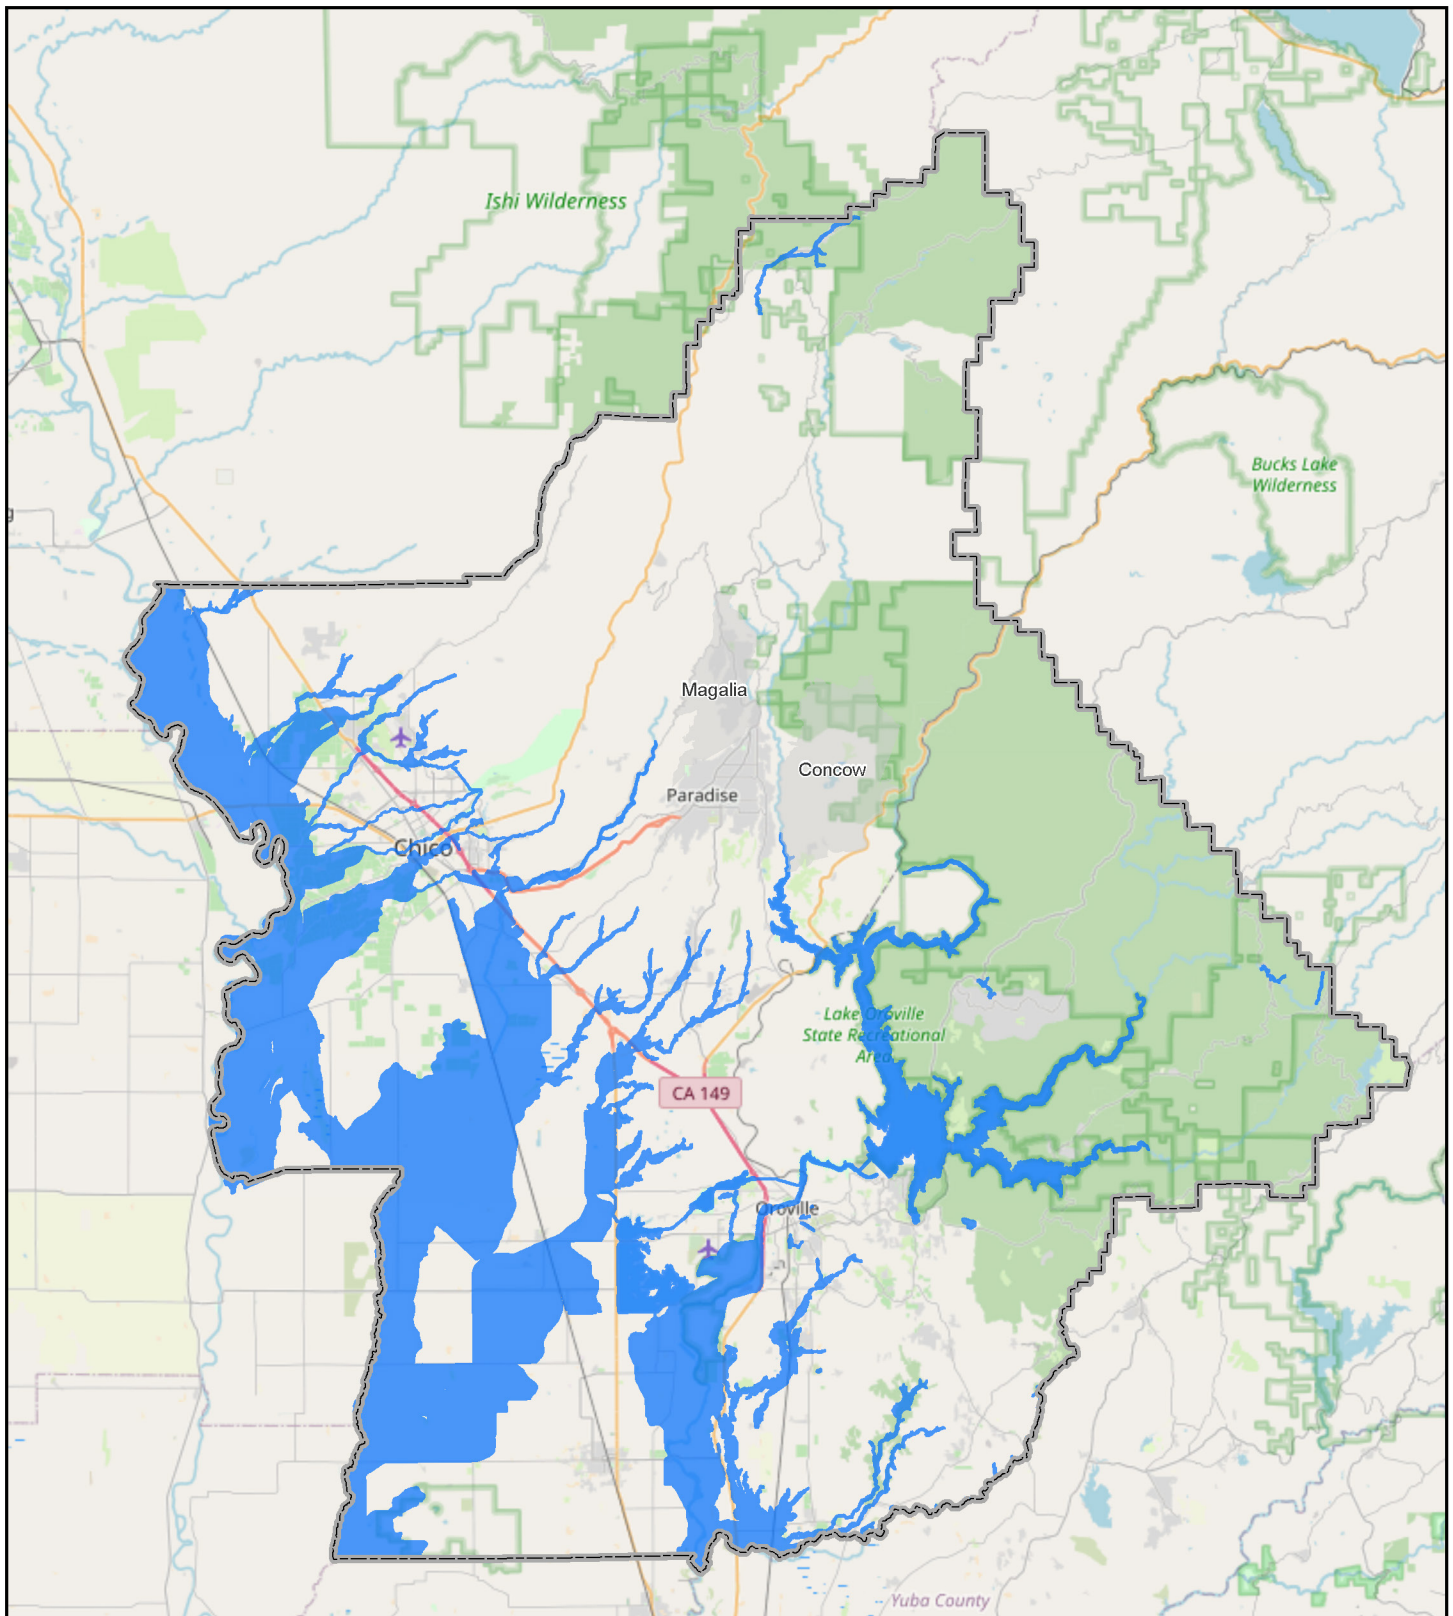 Ishi Wilderness
Bucks Lake
Wilderness
Magalia
Concow
Paradise
Chico
Lake Oroville
State Recreational
Area
CA 149
Oroville
Yuba County